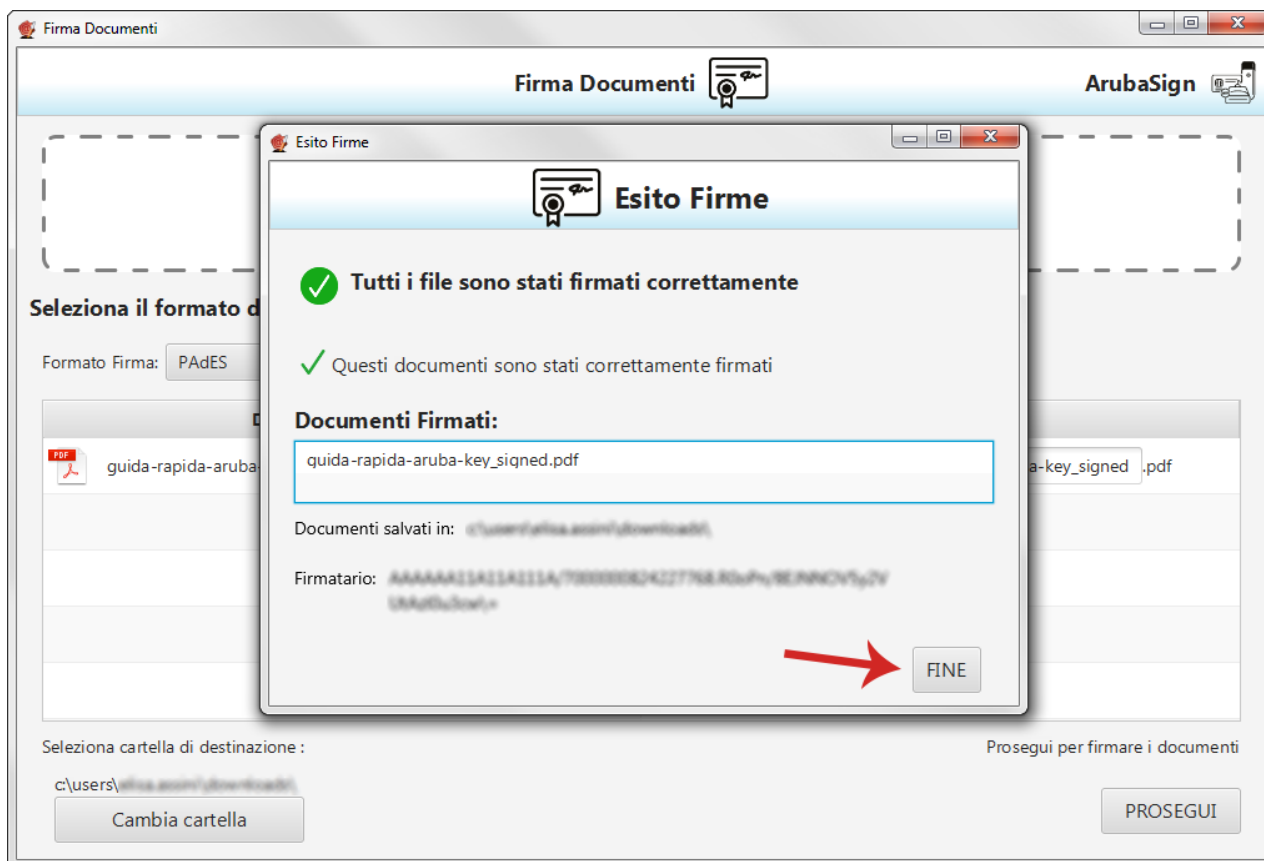 Firma Documenti
Firma Documenti
ArubaSign
Esito Firme
Esito Firme
Tutti i file sono stati firmati correttamente
Seleziona il formato d
Formato Firma: PAdES
Questi documenti sono stati correttamente firmati
Documenti Firmati:
PDF
guida-rapida-aruba-
guida-rapida-aruba-key_signed.pdf
a-key_signed .pdf
Documenti salvati in:
Firmatario:
FINE
Seleziona cartella di destinazione :
Prosegui per firmare i documenti
c:\users\
Cambia cartella
PROSEGUI